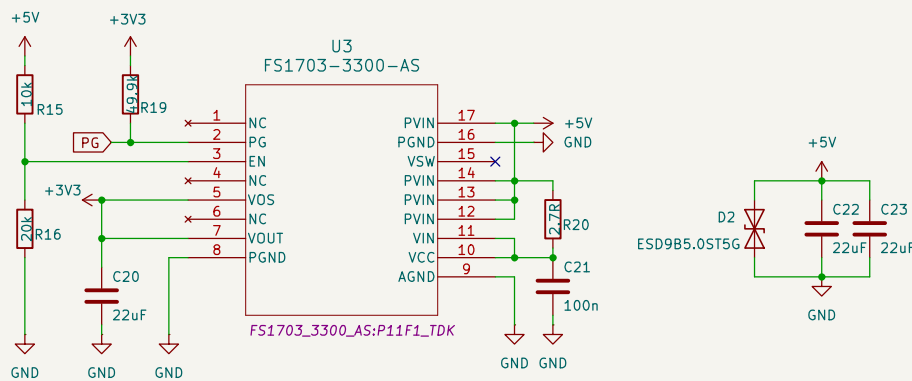 +5V
+3V3
U3
FS1703-3300-AS
10k
R15
49.9k
R19
PG
1 NC
2 PG
3 EN
4 NC
5 VOS
6 NC
7 VOUT
8 PGND
PVIN 17
PGND 16
VSW 15
PVIN 14
PVIN 13
PVIN 12
VIN 11
VCC 10
AGND 9
+5V
GND
+3V3
20k
R16
2.7R
R20
C20
22uF
C21
100n
FS1703_3300_AS:P11F1_TDK
GND
GND
GND
GND
GND
+5V
D2
ESD9B5.0ST5G
C22
22uF
C23
22uF
GND